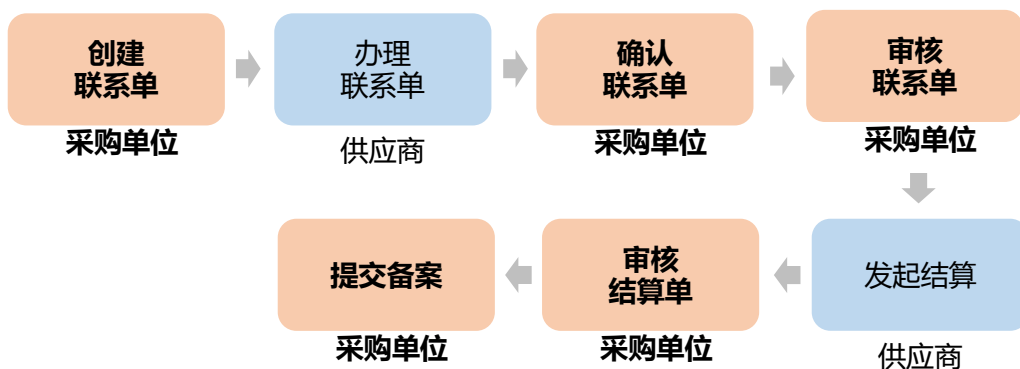 创建
联系单
采购单位
办理
联系单
供应商
确认
联系单
采购单位
审核
联系单
采购单位
发起结算
供应商
审核
结算单
采购单位
提交备案
采购单位